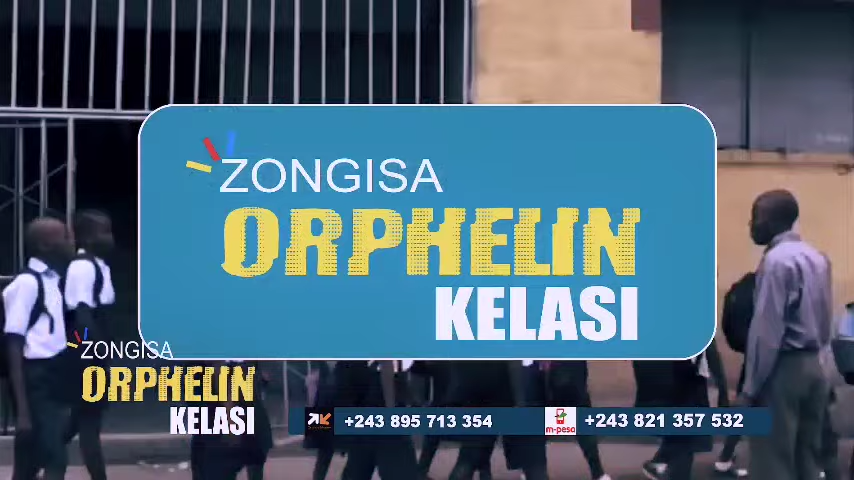 ZONGISA
ORPHELIN
KELASI
ZONGISA
ORPHELIN
KELASI
+243 895 713 354
m-pesa
+243 821 357 532